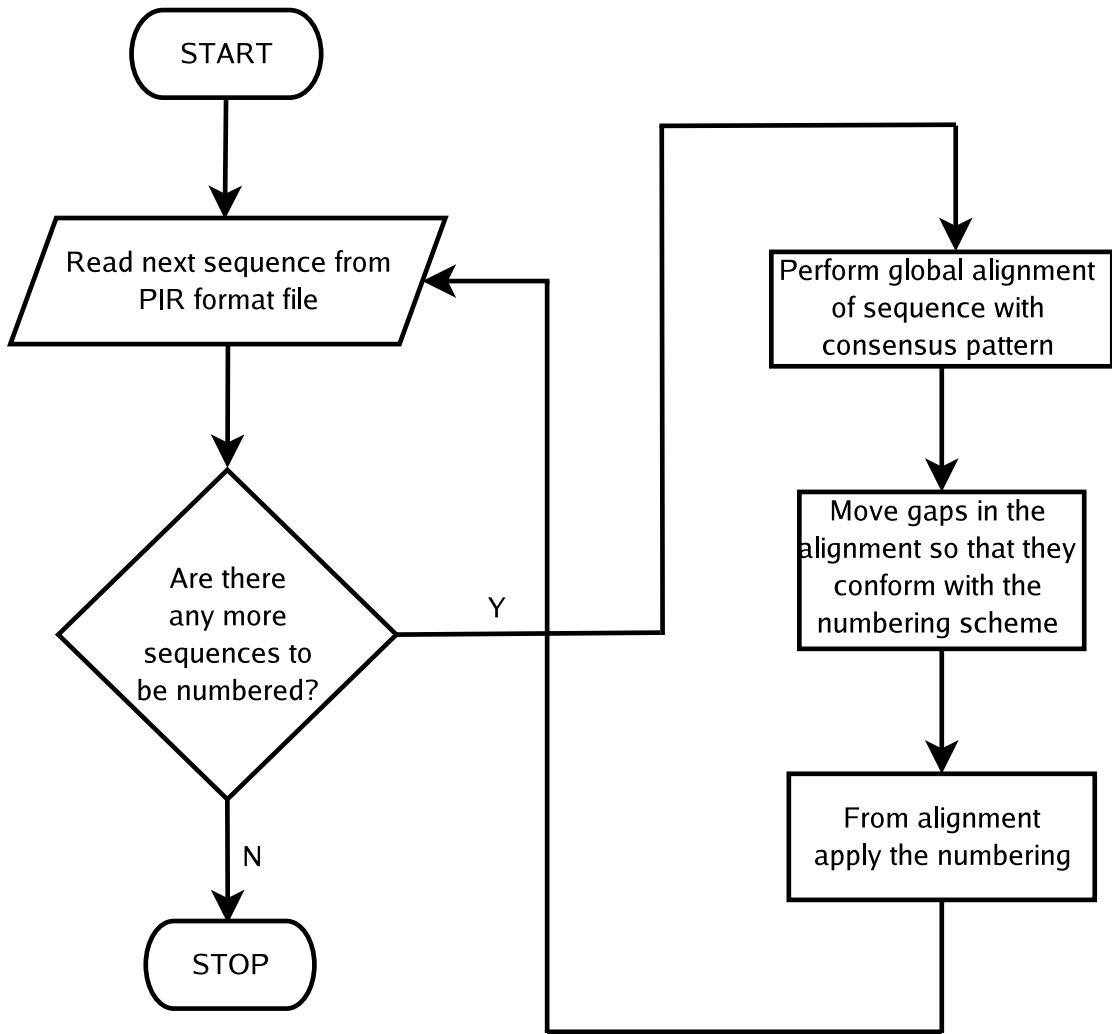 START
Read next sequence from
PIR format file
Are there
any more
sequences to
be numbered?
Y
N
STOP
Perform global alignment
of sequence with
consensus pattern
Move gaps in the
alignment so that they
conform with the
numbering scheme
From alignment
apply the numbering